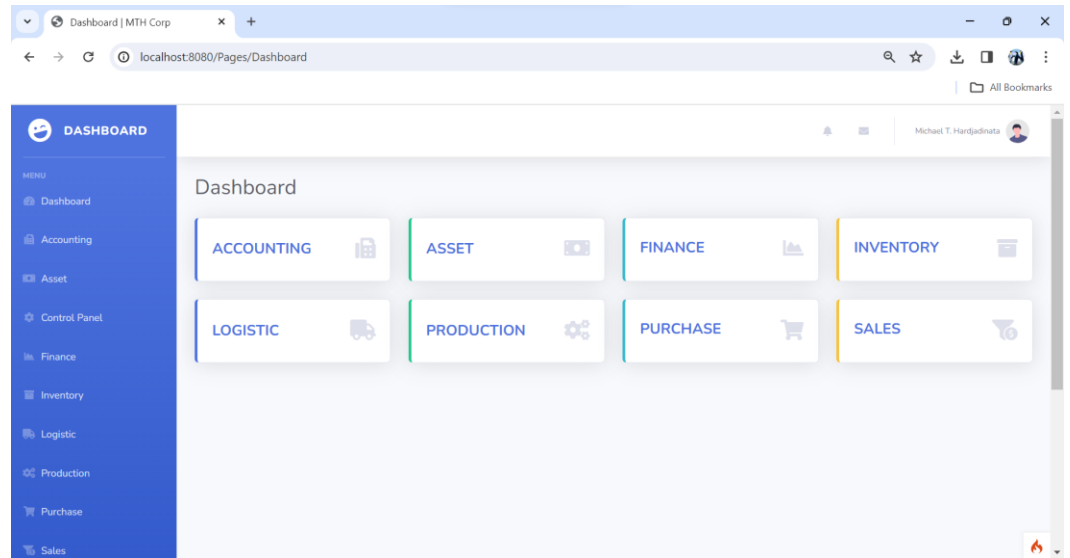 Dashboard | MTH Corp
localhost:8080/Pages/Dashboard
All Bookmarks
DASHBOARD
Michael T. Hardjadinata
MENU
Dashboard
Accounting
Asset
Control Panel
Finance
Inventory
Logistic
Production
Purchase
Sales
Dashboard
ACCOUNTING
ASSET
FINANCE
INVENTORY
LOGISTIC
PRODUCTION
PURCHASE
SALES